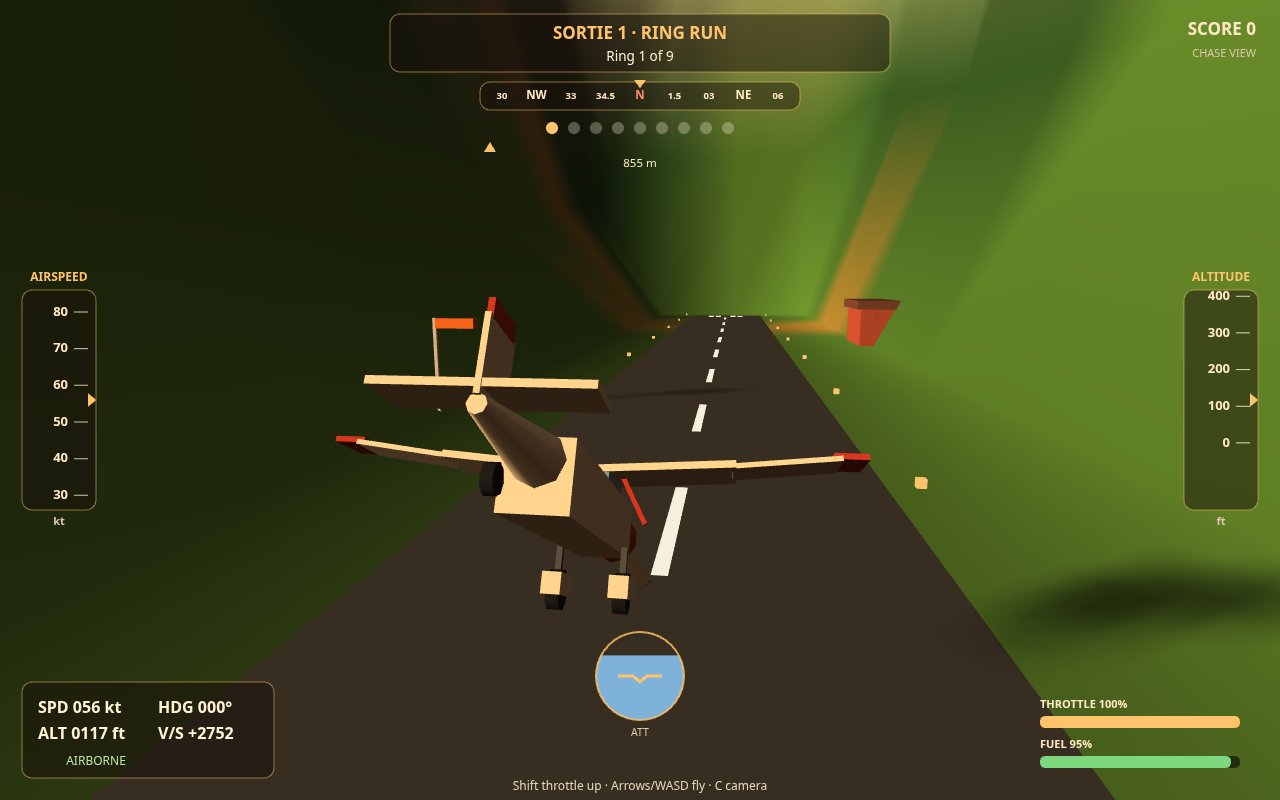 SORTIE 1 · RING RUN
Ring 1 of 9
SCORE 0
CHASE VIEW
30 NW 33 34.5 N 1.5 03 NE 06
855 m
AIRSPEED
80
70
60
50
40
30
kt
ALTITUDE
400
300
200
100
0
ft
SPD 056 kt HDG 000°
ALT 0117 ft V/S +2752
AIRBORNE
ATT
THROTTLE 100%
FUEL 95%
Shift throttle up · Arrows/WASD fly · C camera